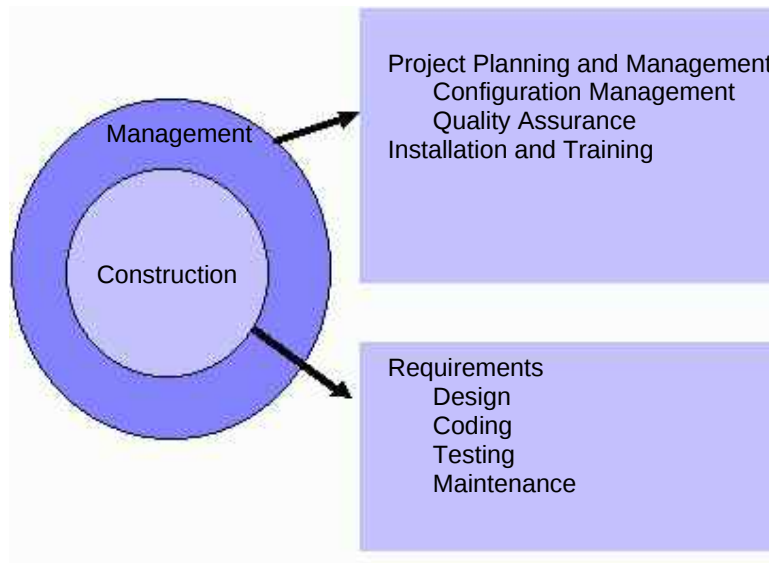 Management
Construction
Project Planning and Management
Configuration Management
Quality Assurance
Installation and Training
Requirements
Design
Coding
Testing
Maintenance